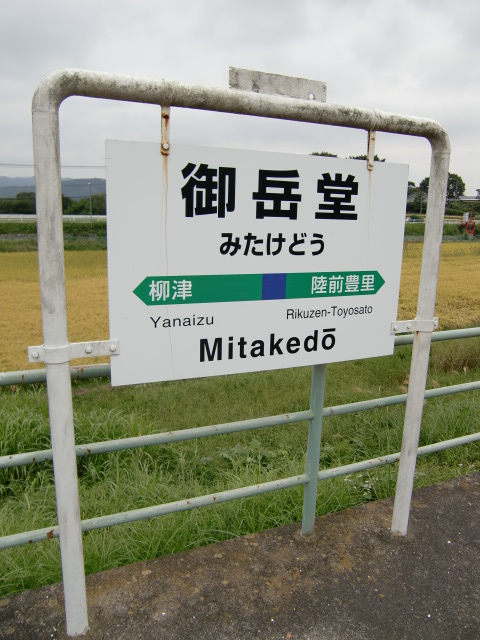 御岳堂
みたけどう
柳津 陸前豊里
Yanaizu Rikuzen-Toyosato
Mitakedō